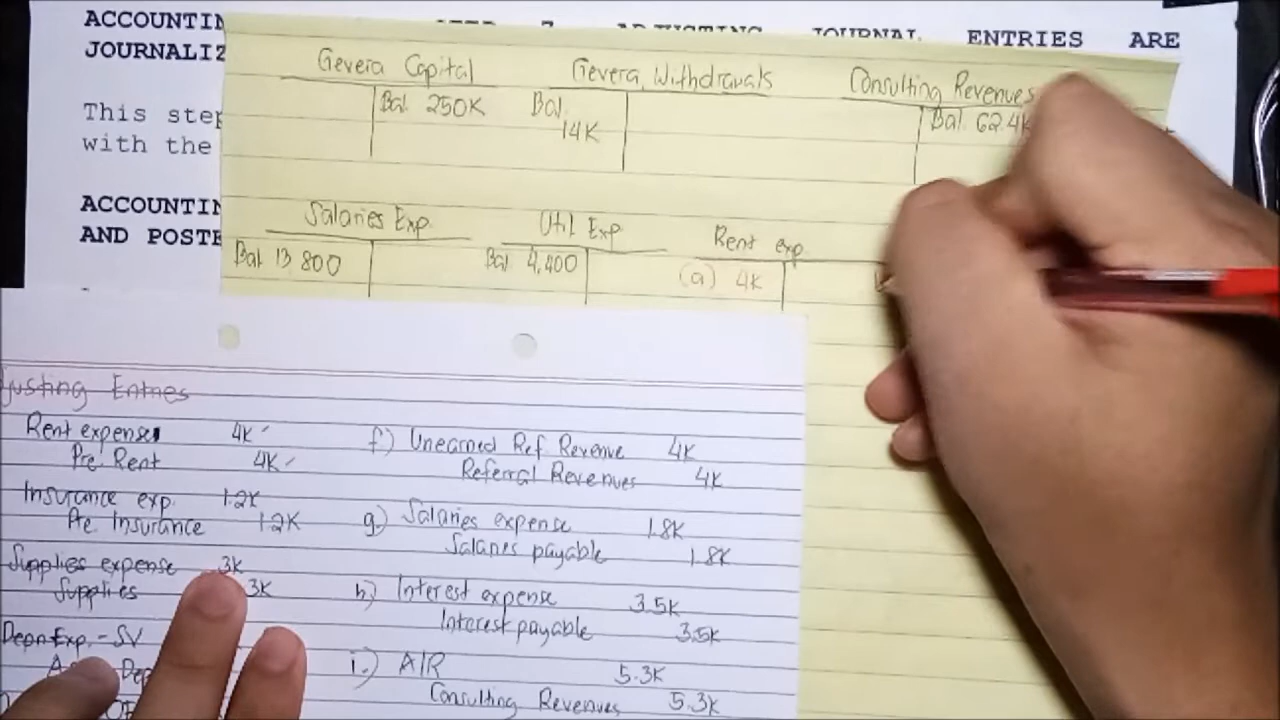 JOURNAL ENTRIES ARE
JOURNALIZ
This step
with the
AND POSTE
Gevera Capital
Bal. 250K
Gevera, Withdrawals
Bal.
14K
Consulting Revenues
Bal. 62.4K
Salaries Exp.
Bal 13 800
Util Exp
Bal 4,400
Rent exp
(a) 4K
justing Entries
Rent expense 4K
Pre. Rent 4K
Insurance exp. 1.2K
Pre Insurance 1.2K
Supplies expense 3K
Supplies 3K
Depn Exp. - SV
f.) Unearned Ref. Revenue 4K
Referral Revenues 4K
g.) Salaries expense 1.8K
Salaries payable 1.8K
h.) Interest expense 3.5K
Interest payable 3.5K
i.) A/R 5.3K
Consulting Revenues 5.3K